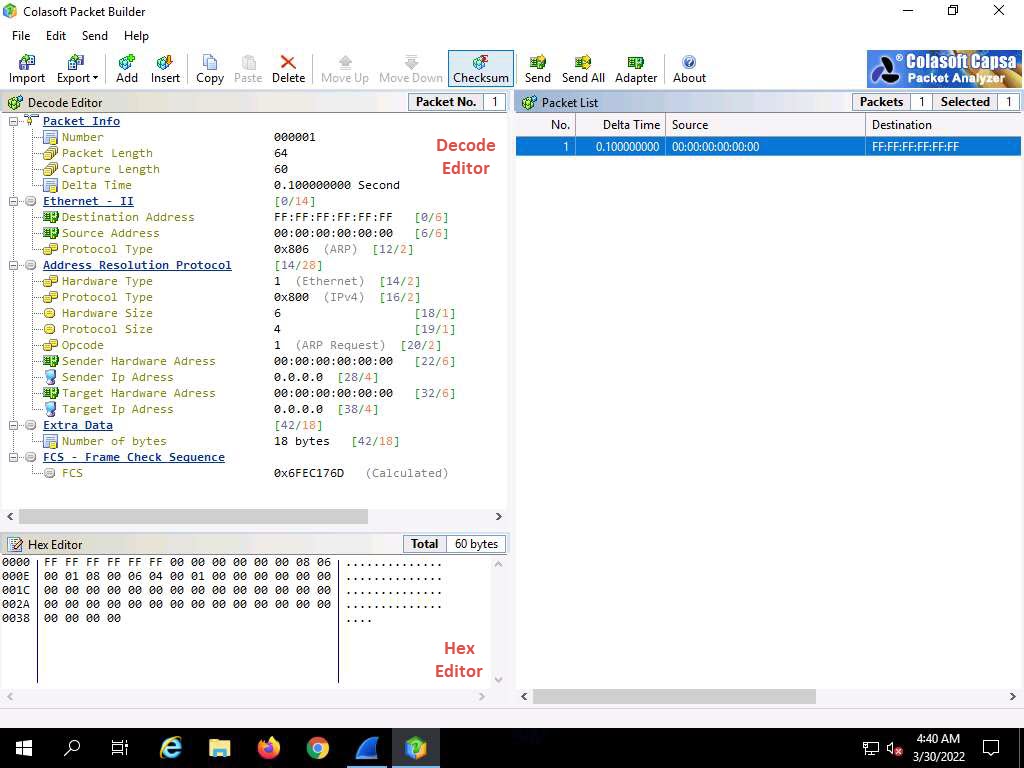 Colasoft Packet Builder
File Edit Send Help
Import Export Add Insert Copy Paste Delete Move Up Move Down Checksum Send Send All Adapter About
® Colasoft Capsa
Packet Analyzer
Decode Editor Packet No. 1
Packet Info
Number 000001
Packet Length 64
Capture Length 60
Delta Time 0.100000000 Second
Ethernet - II [0/14]
Destination Address FF:FF:FF:FF:FF:FF [0/6]
Source Address 00:00:00:00:00:00 [6/6]
Protocol Type 0x806 (ARP) [12/2]
Address Resolution Protocol [14/28]
Hardware Type 1 (Ethernet) [14/2]
Protocol Type 0x800 (IPv4) [16/2]
Hardware Size 6 [18/1]
Protocol Size 4 [19/1]
Opcode 1 (ARP Request) [20/2]
Sender Hardware Adress 00:00:00:00:00:00 [22/6]
Sender Ip Adress 0.0.0.0 [28/4]
Target Hardware Adress 00:00:00:00:00:00 [32/6]
Target Ip Adress 0.0.0.0 [38/4]
Extra Data [42/18]
Number of bytes 18 bytes [42/18]
FCS - Frame Check Sequence
FCS 0x6FEC176D (Calculated)
Decode
Editor
Hex Editor Total 60 bytes
0000 FF FF FF FF FF FF 00 00 00 00 00 00 08 06 ..............
000E 00 01 08 00 06 04 00 01 00 00 00 00 00 00 ..............
001C 00 00 00 00 00 00 00 00 00 00 00 00 00 00 ..............
002A 00 00 00 00 00 00 00 00 00 00 00 00 00 00 ..............
0038 00 00 00 00 ....
Hex
Editor
Packet List Packets 1 Selected 1
No. Delta Time Source Destination
1 0.100000000 00:00:00:00:00:00 FF:FF:FF:FF:FF:FF
4:40 AM
3/30/2022